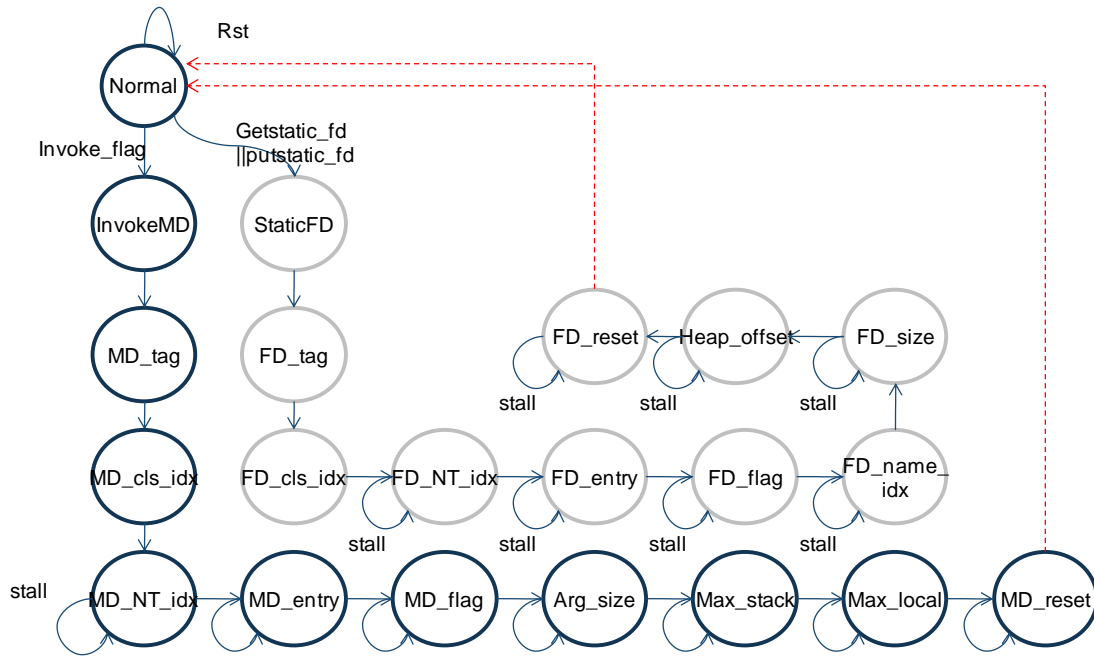 Rst
Normal
Invoke_flag
Getstatic_fd
||putstatic_fd
InvokeMD
StaticFD
MD_tag
FD_tag
FD_reset
Heap_offset
FD_size
stall
stall
stall
MD_cls_idx
FD_cls_idx
FD_NT_idx
FD_entry
FD_flag
FD_name_
idx
stall
stall
stall
stall
stall
MD_NT_idx
MD_entry
MD_flag
Arg_size
Max_stack
Max_local
MD_reset